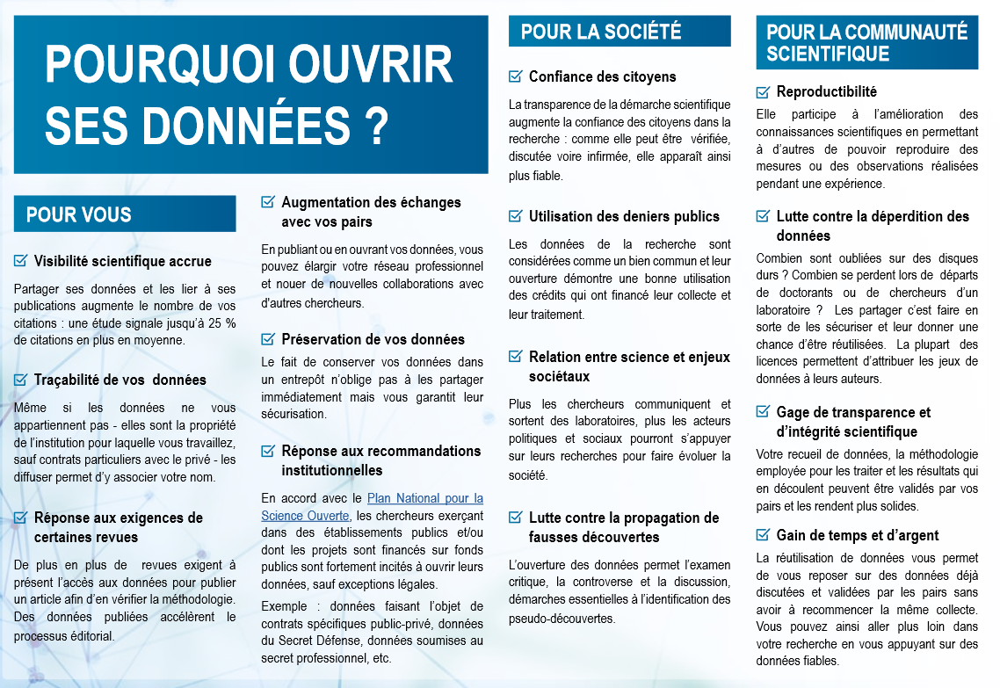 POURQUOI OUVRIR
SES DONNÉES ?
POUR VOUS
Visibilité scientifique accrue
Partager ses données et les lier à ses
publications augmente le nombre de vos
citations : une étude signale jusqu'à 25 %
de citations en plus en moyenne.
Traçabilité de vos données
Même si les données ne vous
appartiennent pas - elles sont la propriété
de l'institution pour laquelle vous travaillez,
sauf contrats particuliers avec le privé - les
diffuser permet d'y associer votre nom.
Réponse aux exigences de
certaines revues
De plus en plus de revues exigent à
présent l'accès aux données pour publier
un article afin d'en vérifier la méthodologie.
Des données publiées accélèrent le
processus éditorial.
Augmentation des échanges
avec vos pairs
En publiant ou en ouvrant vos données, vous
pouvez élargir votre réseau professionnel
et nouer de nouvelles collaborations avec
d'autres chercheurs.
Préservation de vos données
Le fait de conserver vos données dans
un entrepôt n'oblige pas à les partager
immédiatement mais vous garantit leur
sécurisation.
Réponse aux recommandations
institutionnelles
En accord avec le Plan National pour la
Science Ouverte, les chercheurs exerçant
dans des établissements publics et/ou
dont les projets sont financés sur fonds
publics sont fortement incités à ouvrir leurs
données, sauf exceptions légales.
Exemple : données faisant l'objet de
contrats spécifiques public-privé, données
du Secret Défense, données soumises au
secret professionnel, etc.
POUR LA SOCIÉTÉ
Confiance des citoyens
La transparence de la démarche scientifique
augmente la confiance des citoyens dans la
recherche : comme elle peut être vérifiée,
discutée voire infirmée, elle apparaît ainsi
plus fiable.
Utilisation des deniers publics
Les données de la recherche sont
considérées comme un bien commun et leur
ouverture démontre une bonne utilisation
des crédits qui ont financé leur collecte et
leur traitement.
Relation entre science et enjeux
sociétaux
Plus les chercheurs communiquent et
sortent des laboratoires, plus les acteurs
politiques et sociaux pourront s'appuyer
sur leurs recherches pour faire évoluer la
société.
Lutte contre la propagation de
fausses découvertes
L'ouverture des données permet l'examen
critique, la controverse et la discussion,
démarches essentielles à l'identification des
pseudo-découvertes.
POUR LA COMMUNAUTÉ
SCIENTIFIQUE
Reproductibilité
Elle participe à l'amélioration des
connaissances scientifiques en permettant
à d'autres de pouvoir reproduire des
mesures ou des observations réalisées
pendant une expérience.
Lutte contre la déperdition des
données
Combien sont oubliées sur des disques
durs ? Combien se perdent lors de départs
de doctorants ou de chercheurs d'un
laboratoire ? Les partager c'est faire en
sorte de les sécuriser et leur donner une
chance d'être réutilisées. La plupart des
licences permettent d'attribuer les jeux de
données à leurs auteurs.
Gage de transparence et
d'intégrité scientifique
Votre recueil de données, la méthodologie
employée pour les traiter et les résultats qui
en découlent peuvent être validés par vos
pairs et les rendent plus solides.
Gain de temps et d'argent
La réutilisation de données vous permet
de vous reposer sur des données déjà
discutées et validées par les pairs sans
avoir à recommencer la même collecte.
Vous pouvez ainsi aller plus loin dans
votre recherche en vous appuyant sur des
données fiables.